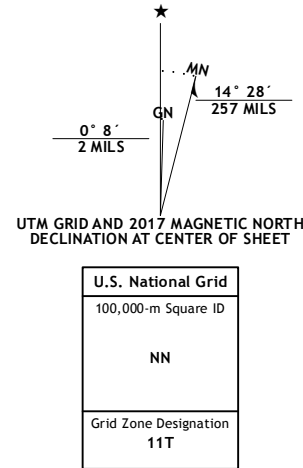 ★
MN
GN
14° 28´
257 MILS
0° 8´
2 MILS
UTM GRID AND 2017 MAGNETIC NORTH
DECLINATION AT CENTER OF SHEET
U.S. National Grid
100,000-m Square ID
NN
Grid Zone Designation
11T